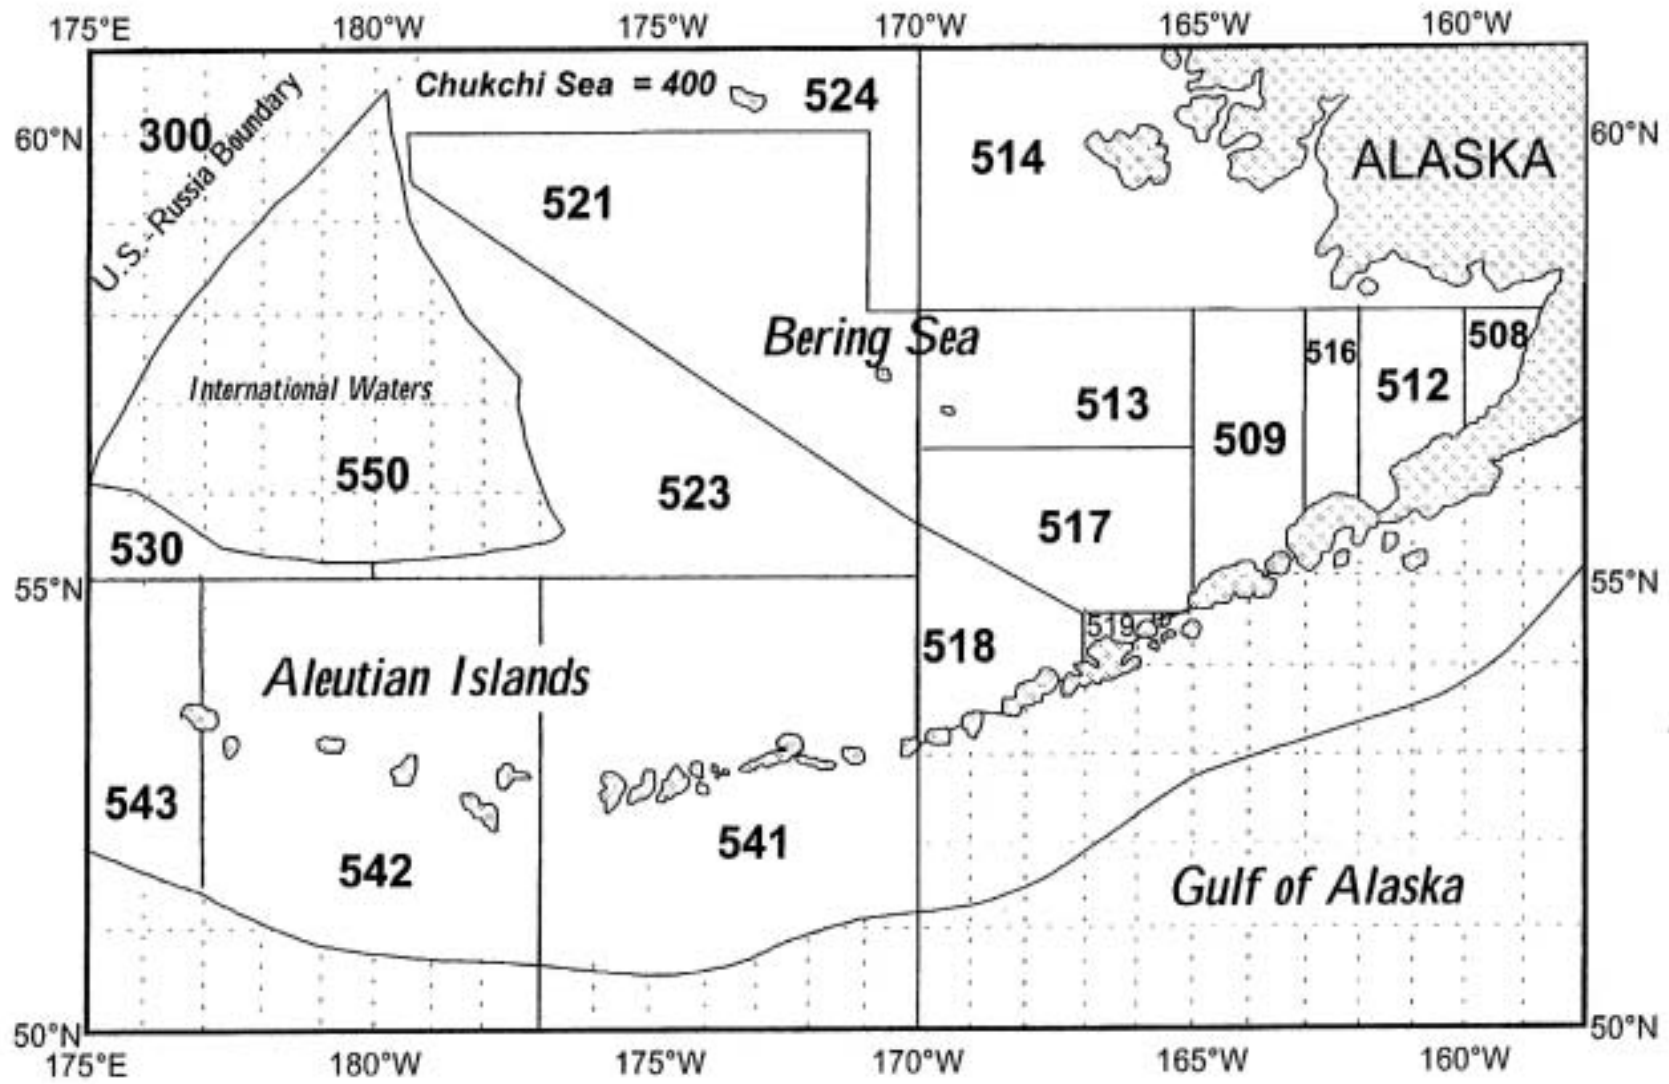 175°E 180°W 175°W 170°W 165°W 160°W
Chukchi Sea = 400
524
300
U.S. - Russia Boundary
60°N
60°N
514
ALASKA
521
Bering Sea
508
516
512
International Waters
513
509
550
523
517
530
55°N
55°N
519
518
Aleutian Islands
543
541
542
Gulf of Alaska
50°N
50°N
175°E 180°W 175°W 170°W 165°W 160°W